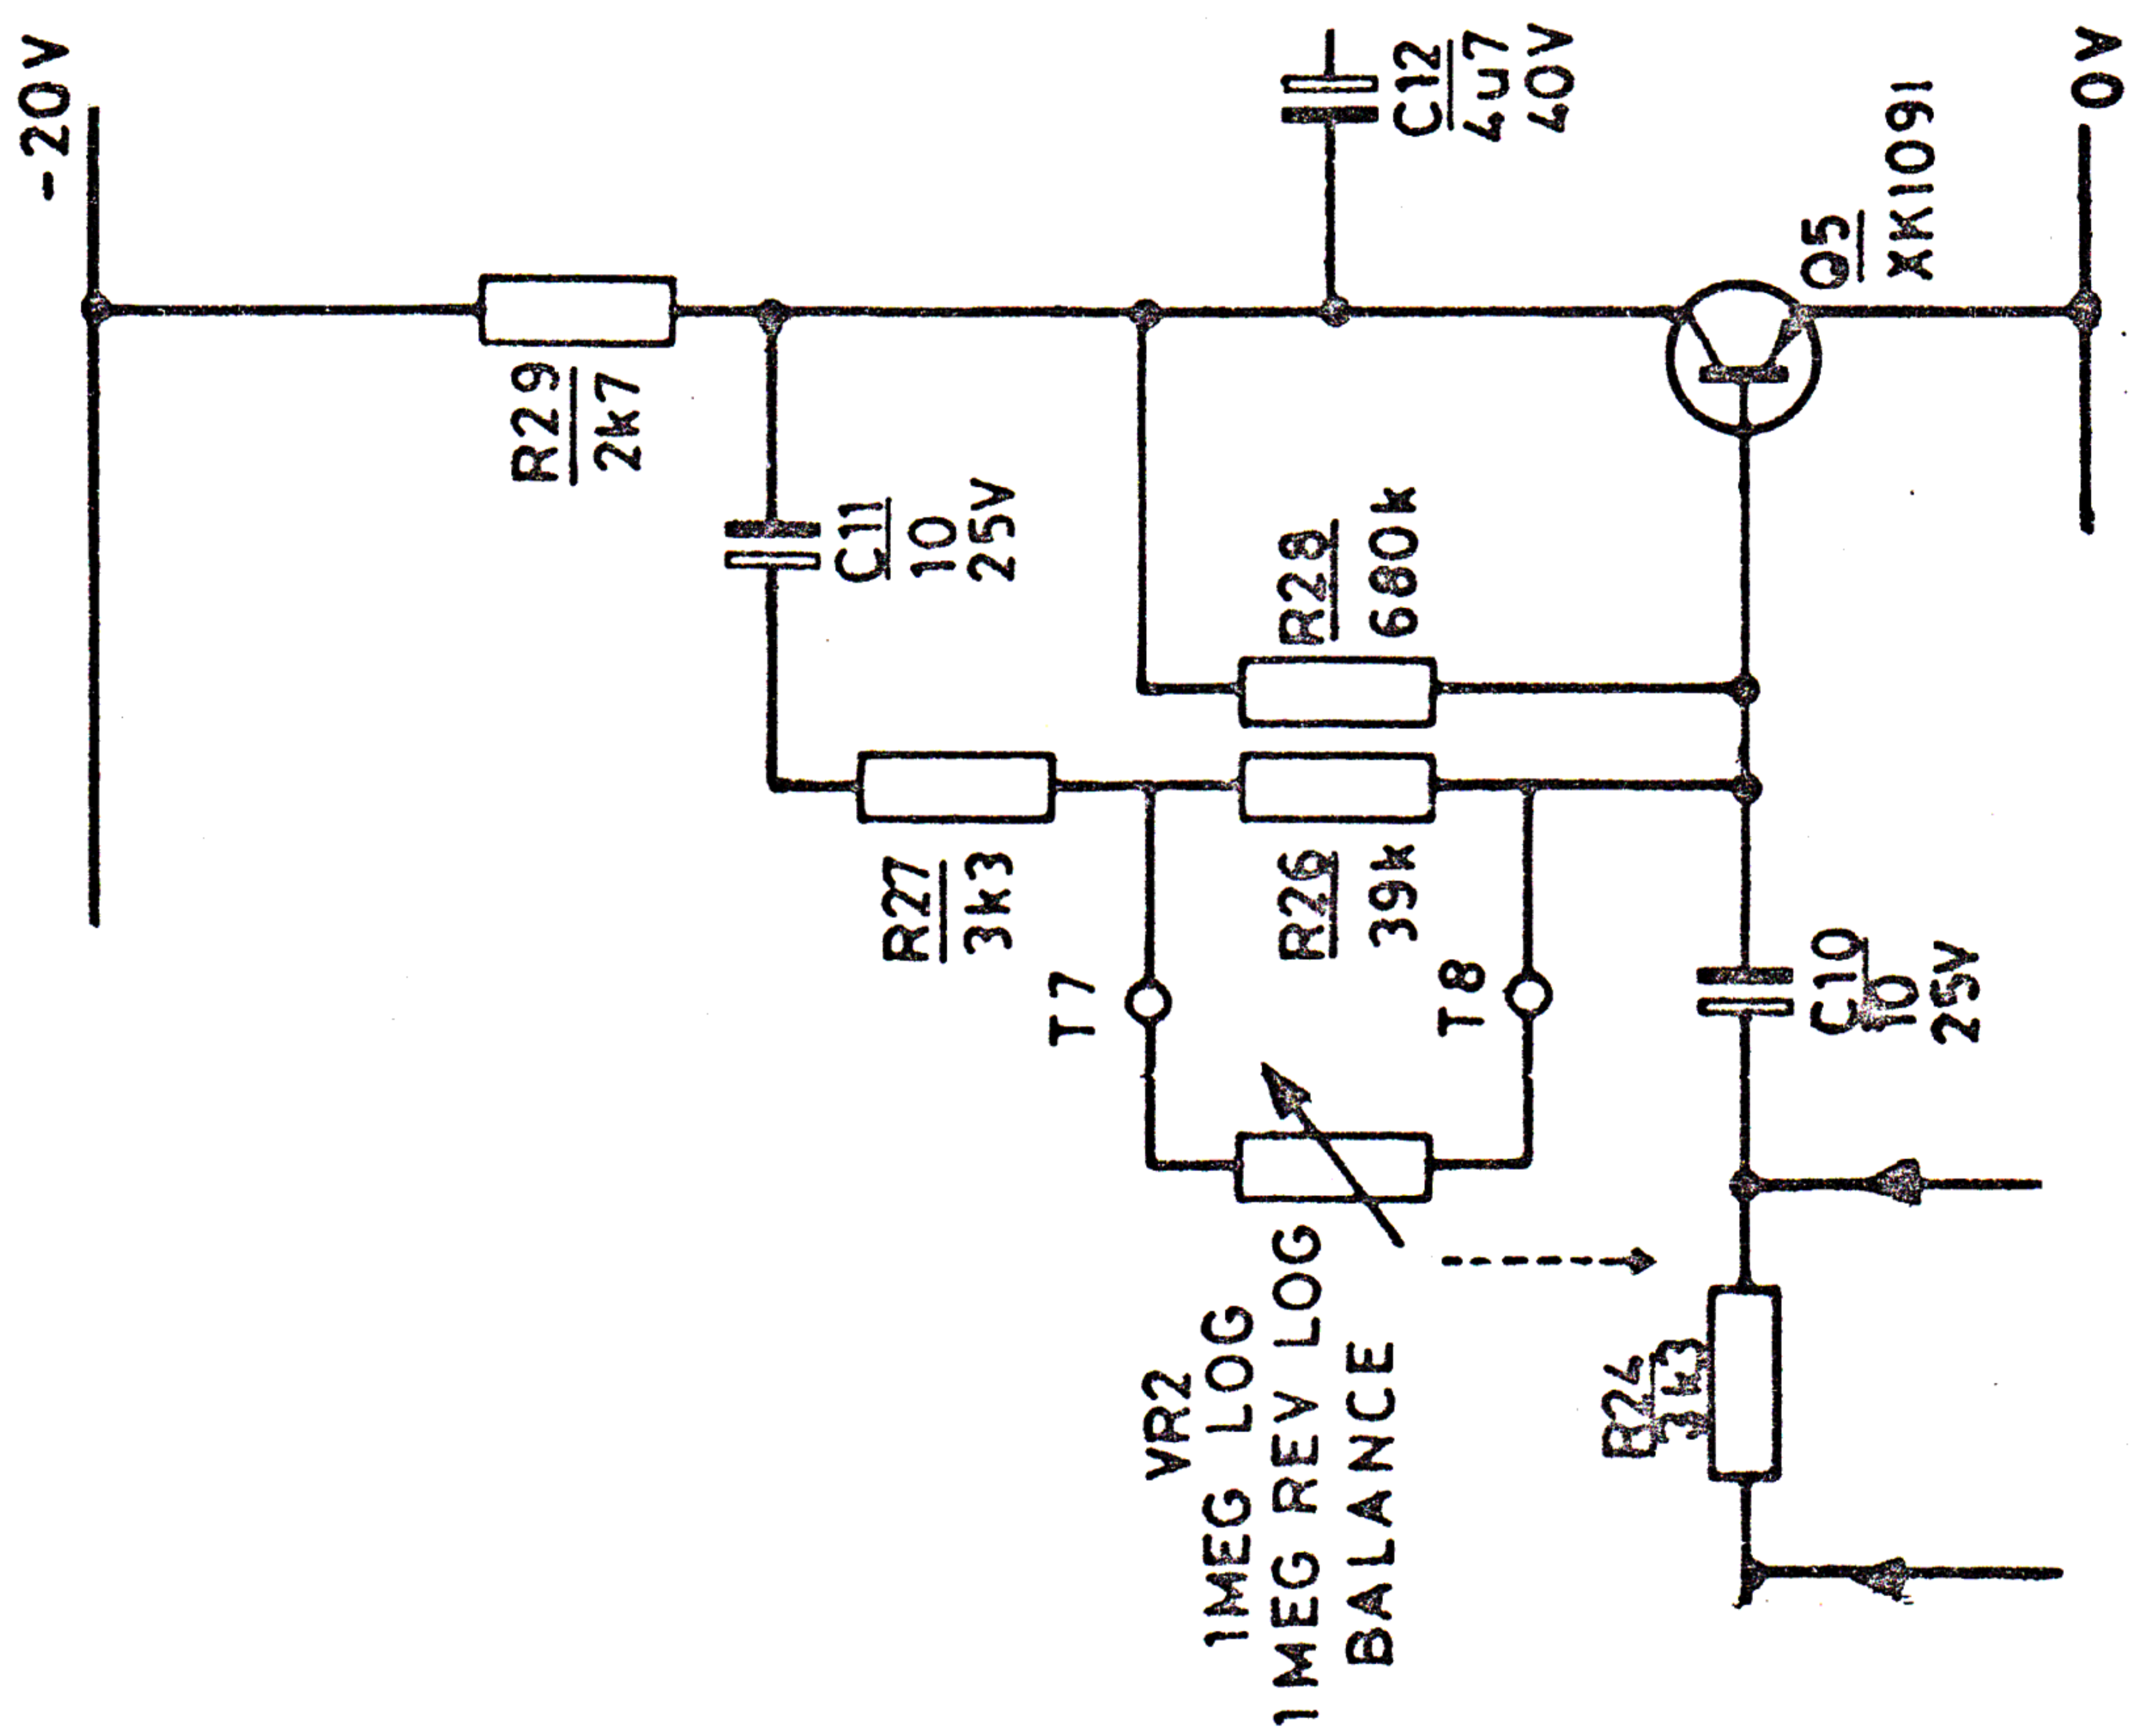 -20V
R29
2k7
C11
10
25V
C12
4u7
40V
R28
680k
R27
3k3
R26
39k
T7
T8
Q5
XK1091
0V
C10
10
25V
VR2
1MEG LOG
1MEG REV LOG
BALANCE
R24
3k3